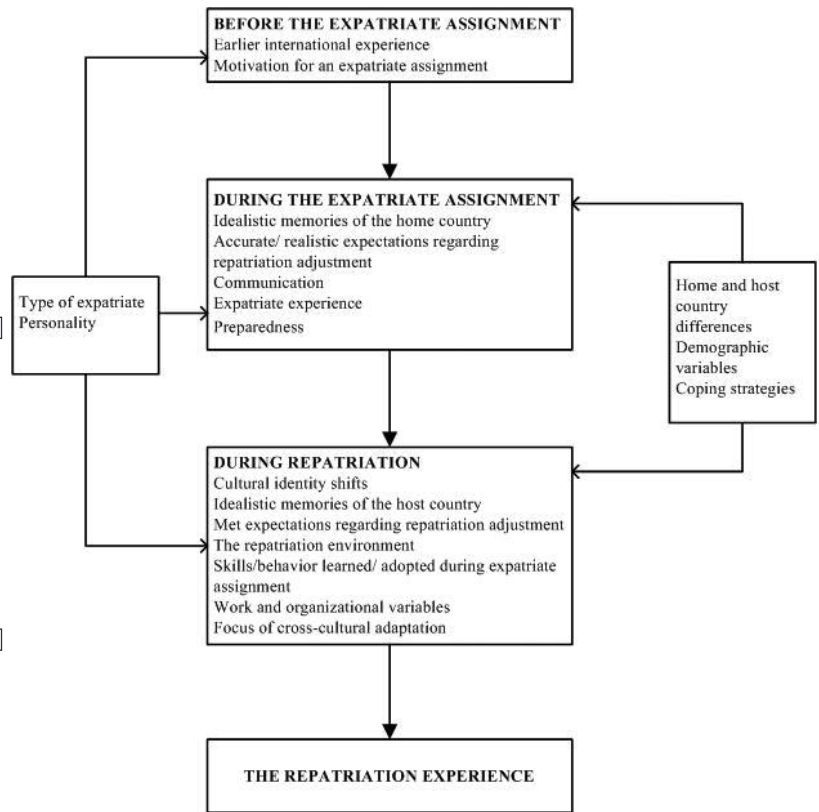 BEFORE THE EXPATRIATE ASSIGNMENT
Earlier international experience
Motivation for an expatriate assignment
DURING THE EXPATRIATE ASSIGNMENT
Idealistic memories of the home country
Accurate/ realistic expectations regarding
repatriation adjustment
Communication
Expatriate experience
Preparedness
Type of expatriate
Personality
Home and host
country
differences
Demographic
variables
Coping strategies
DURING REPATRIATION
Cultural identity shifts
Idealistic memories of the host country
Met expectations regarding repatriation adjustment
The repatriation environment
Skills/behavior learned/ adopted during expatriate
assignment
Work and organizational variables
Focus of cross-cultural adaptation
THE REPATRIATION EXPERIENCE